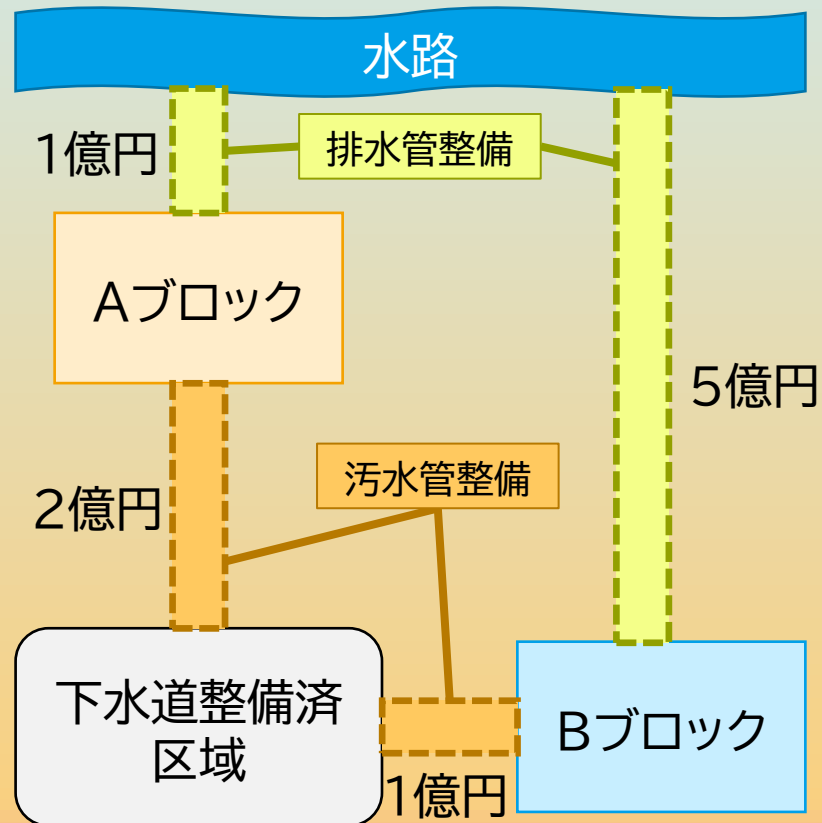 水路
1億円
排水管整備
Aブロック
5億円
汚水管整備
2億円
下水道整備済
区域
Bブロック
1億円